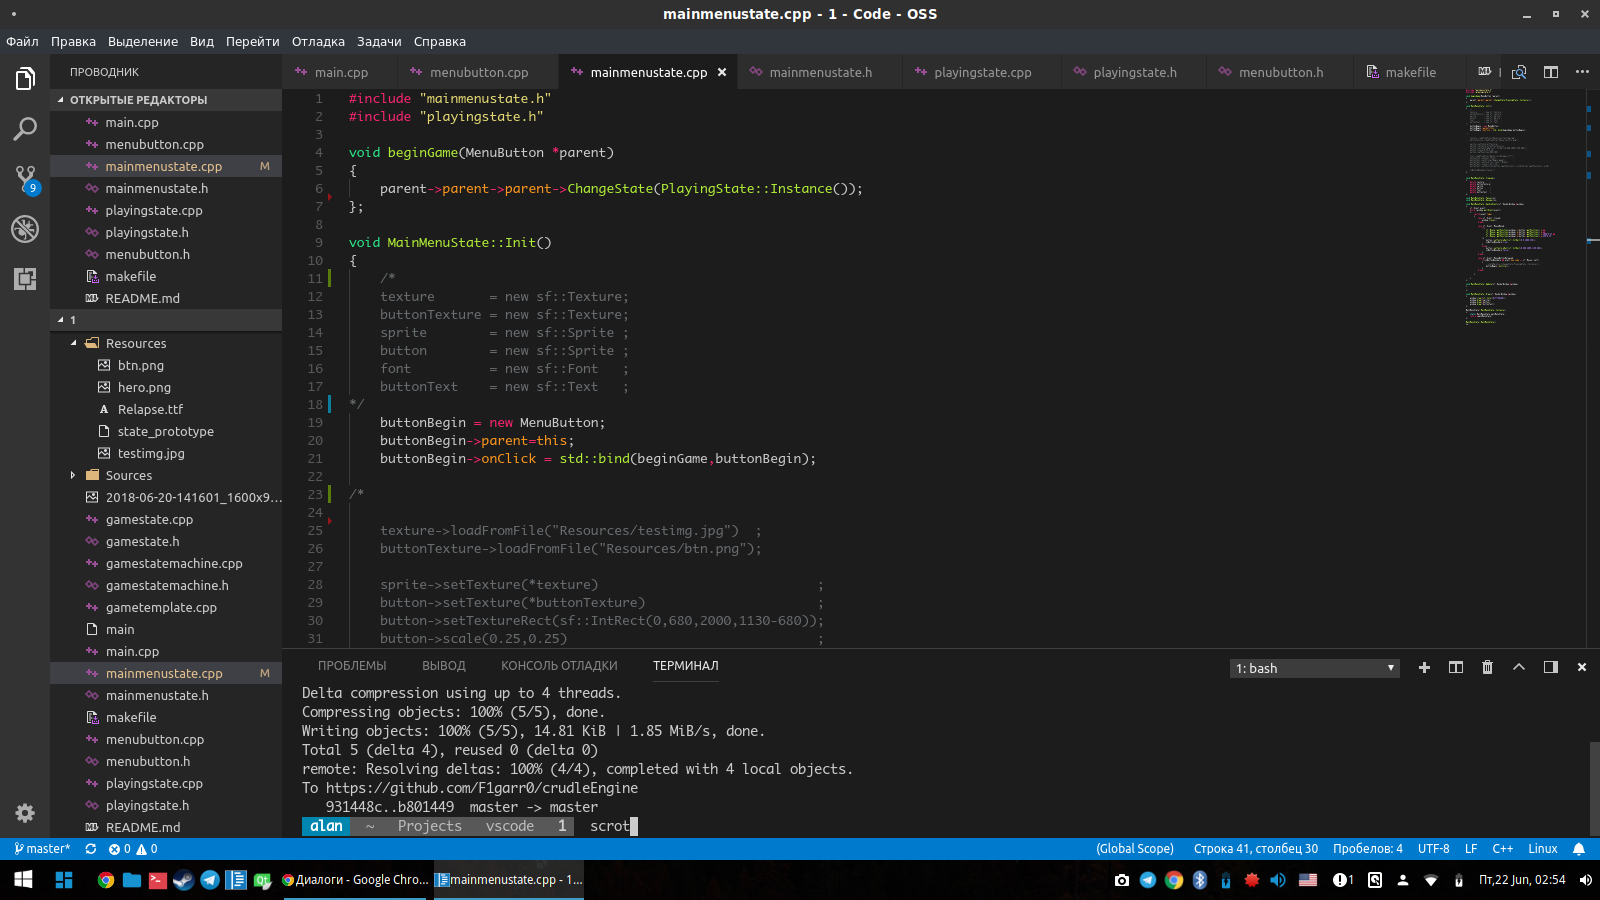 mainmenustate.cpp - 1 - Code - OSS
Файл Правка Выделение Вид Перейти Отладка Задачи Справка
ПРОВОДНИК
ОТКРЫТЫЕ РЕДАКТОРЫ
main.cpp
menubutton.cpp
mainmenustate.cpp M
mainmenustate.h
playingstate.cpp
playingstate.h
menubutton.h
makefile
README.md
1
Resources
btn.png
hero.png
Relapse.ttf
state_prototype
testimg.jpg
Sources
2018-06-20-141601_1600x9...
gamestate.cpp
gamestate.h
gamestatemachine.cpp
gamestatemachine.h
gametemplate.cpp
main
main.cpp
mainmenustate.cpp M
mainmenustate.h
makefile
menubutton.cpp
menubutton.h
playingstate.cpp
playingstate.h
README.md
9
main.cpp menubutton.cpp mainmenustate.cpp mainmenustate.h playingstate.cpp playingstate.h menubutton.h makefile
1 #include "mainmenustate.h"
2 #include "playingstate.h"
3
4 void beginGame(MenuButton *parent)
5 {
6 parent->parent->parent->ChangeState(PlayingState::Instance());
7 };
8
9 void MainMenuState::Init()
10 {
11 /*
12 texture = new sf::Texture;
13 buttonTexture = new sf::Texture;
14 sprite = new sf::Sprite ;
15 button = new sf::Sprite ;
16 font = new sf::Font ;
17 buttonText = new sf::Text ;
18 */
19 buttonBegin = new MenuButton;
20 buttonBegin->parent=this;
21 buttonBegin->onClick = std::bind(beginGame,buttonBegin);
22
23 /*
24
25 texture->loadFromFile("Resources/testimg.jpg") ;
26 buttonTexture->loadFromFile("Resources/btn.png");
27
28 sprite->setTexture(*texture) ;
29 button->setTexture(*buttonTexture) ;
30 button->setTextureRect(sf::IntRect(0,680,2000,1130-680));
31 button->scale(0.25,0.25) ;
ПРОБЛЕМЫ ВЫВОД КОНСОЛЬ ОТЛАДКИ ТЕРМИНАЛ 1: bash
Delta compression using up to 4 threads.
Compressing objects: 100% (5/5), done.
Writing objects: 100% (5/5), 14.81 KiB | 1.85 MiB/s, done.
Total 5 (delta 4), reused 0 (delta 0)
remote: Resolving deltas: 100% (4/4), completed with 4 local objects.
To https://github.com/F1garr0/crudleEngine
931448c..b801449 master -> master
alan ~ Projects vscode 1 scrot
master* 0 0 (Global Scope) Строка 41, столбец 30 Пробелов: 4 UTF-8 LF C++ Linux
Диалоги - Google Chro... mainmenustate.cpp - 1... 1 Пт,22 Jun, 02:54